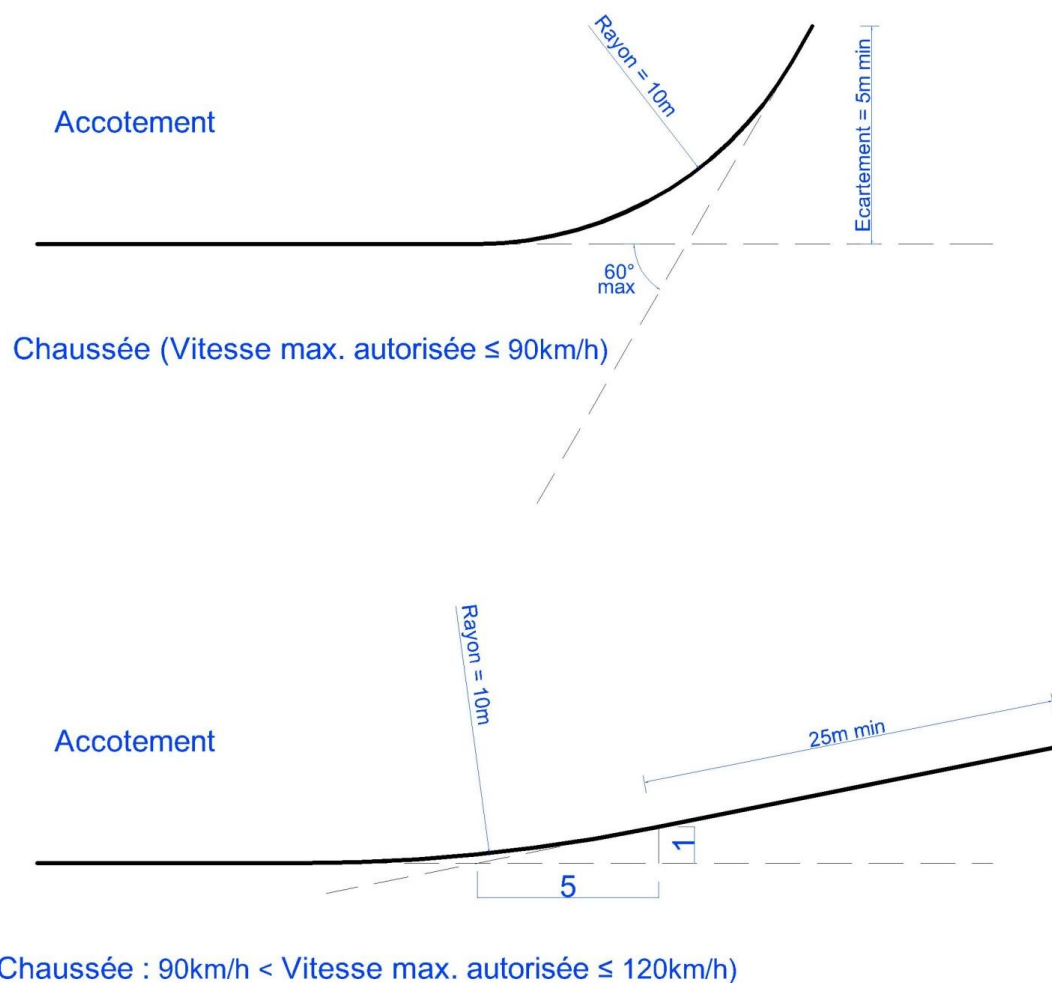 Rayon = 10m
Accotement
Ecartement = 5m min
60°
max
Chaussée (Vitesse max. autorisée ≤ 90km/h)
Rayon = 10m
Accotement
25m min
1
5
Chaussée : 90km/h < Vitesse max. autorisée ≤ 120km/h)